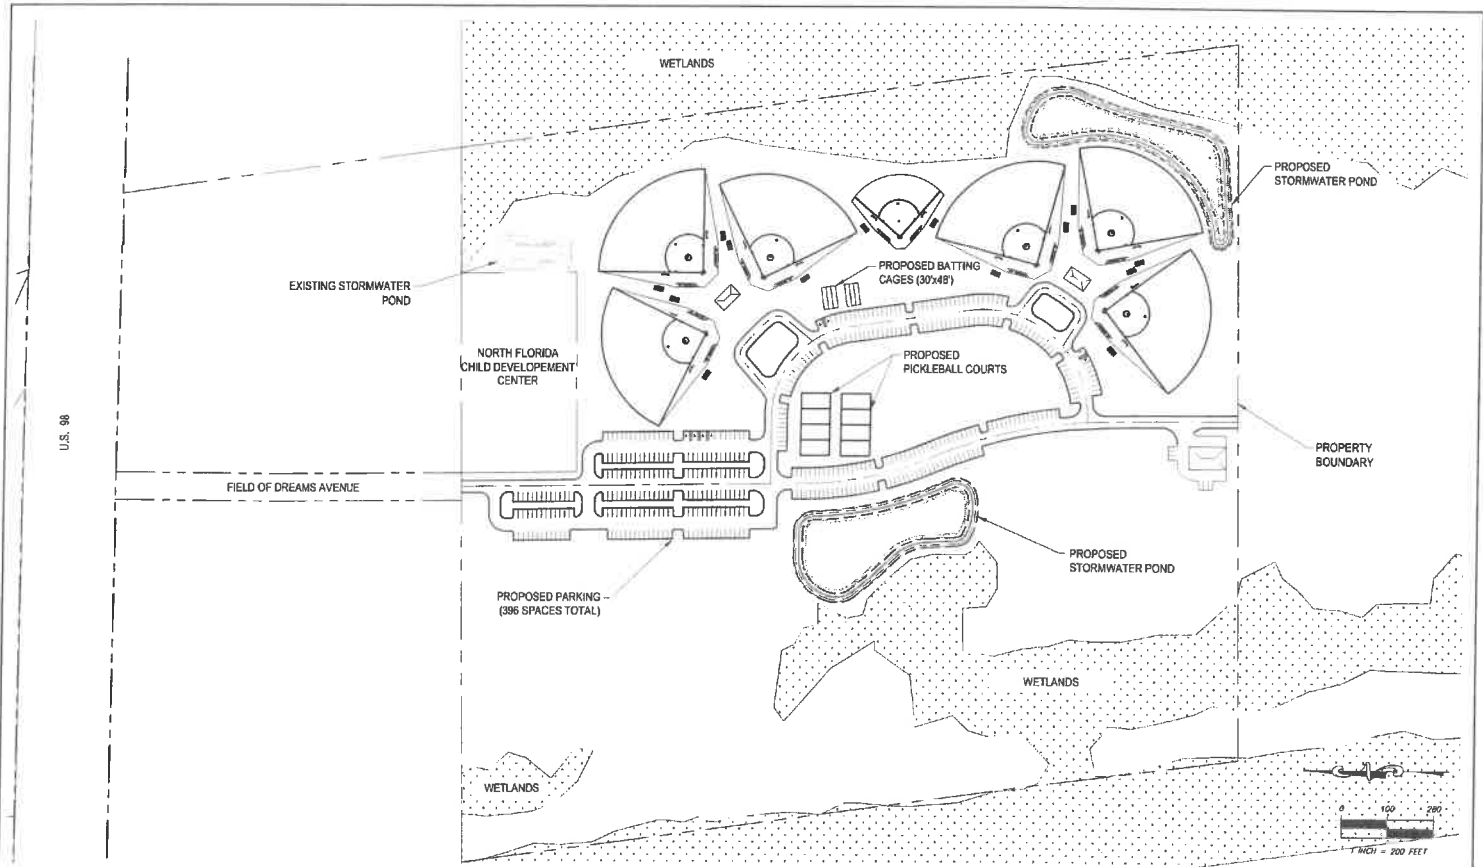 WETLANDS
PROPOSED
STORMWATER POND
PROPOSED BATTING
CAGES (30'x48')
EXISTING STORMWATER
POND
NORTH FLORIDA
CHILD DEVELOPEMENT
CENTER
PROPOSED
PICKLEBALL COURTS
U.S. 98
PROPERTY
BOUNDARY
FIELD OF DREAMS AVENUE
PROPOSED
STORMWATER POND
PROPOSED PARKING
(396 SPACES TOTAL)
WETLANDS
WETLANDS
0 100 200
1 INCH = 200 FEET